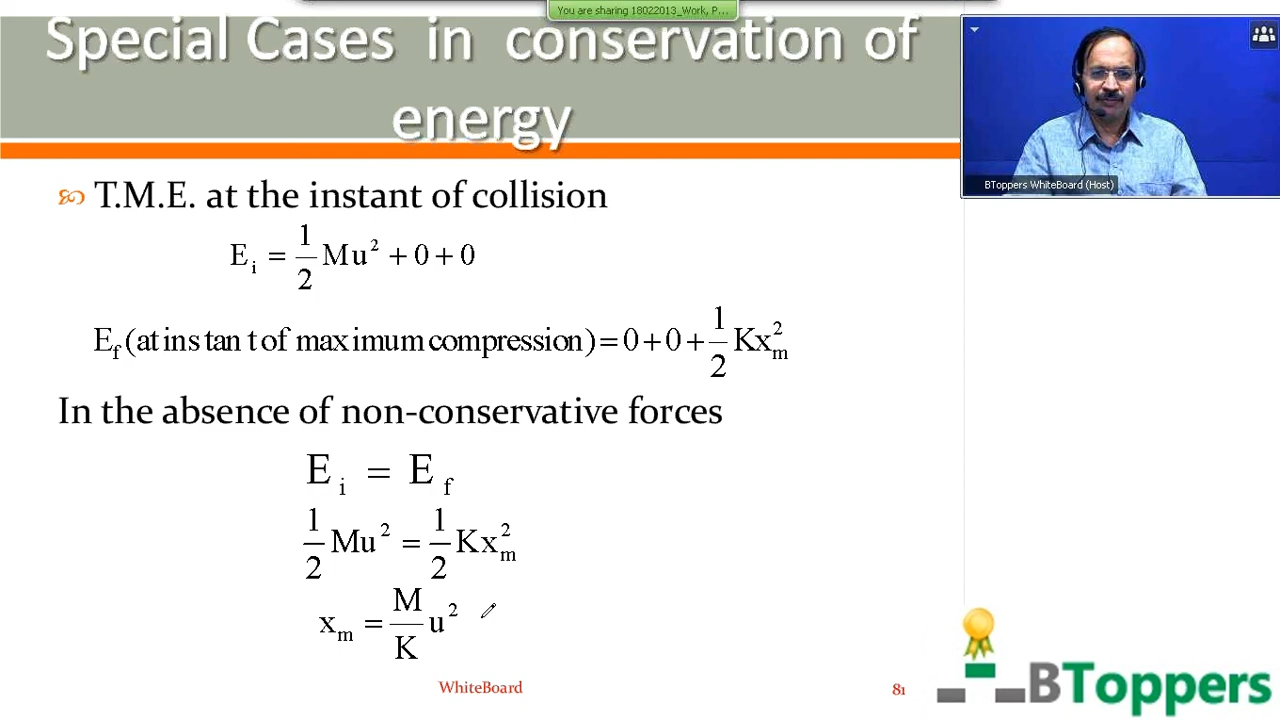 You are sharing 18022013_Work, P...
Special Cases in conservation of
energy
BToppers WhiteBoard (Host)
T.M.E. at the instant of collision
E_i = 1/2 Mu^2 + 0 + 0
E_f (at ins tan t of maximum compression) = 0 + 0 + 1/2 Kx_m^2
In the absence of non-conservative forces
E_i = E_f
1/2 Mu^2 = 1/2 Kx_m^2
x_m = M/K u^2
WhiteBoard
81
BToppers